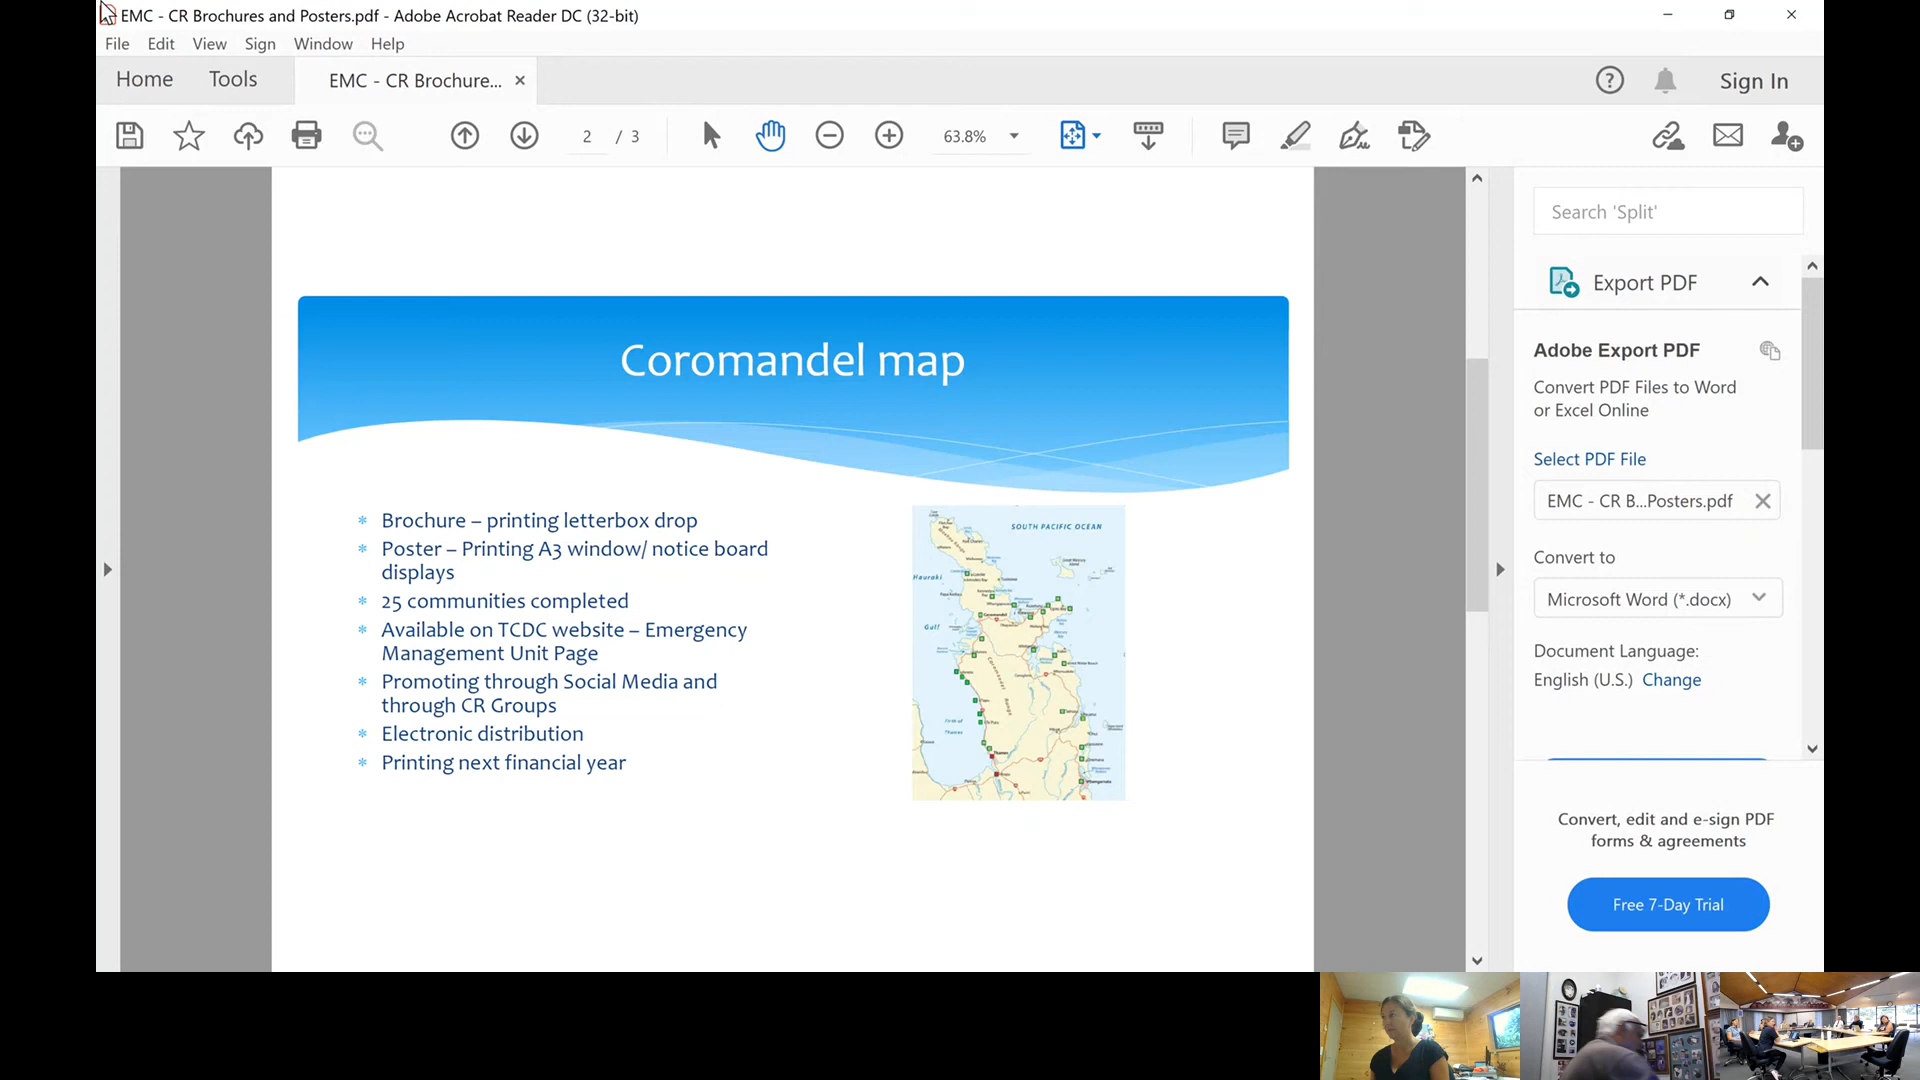 EMC - CR Brochures and Posters.pdf - Adobe Acrobat Reader DC (32-bit)
File Edit View Sign Window Help
Home Tools EMC - CR Brochure... Sign In
2 / 3 63.8%
Search 'Split'
Export PDF
Adobe Export PDF
Convert PDF Files to Word
or Excel Online
Select PDF File
EMC - CR B...Posters.pdf
Convert to
Microsoft Word (*.docx)
Document Language:
English (U.S.) Change
Convert, edit and e-sign PDF
forms & agreements
Free 7-Day Trial
Coromandel map
Brochure – printing letterbox drop
Poster – Printing A3 window/ notice board
displays
25 communities completed
Available on TCDC website – Emergency
Management Unit Page
Promoting through Social Media and
through CR Groups
Electronic distribution
Printing next financial year
SOUTH PACIFIC OCEAN
Hauraki
Gulf
Firth of
Thames
Coromandel
Thames
Whangamata